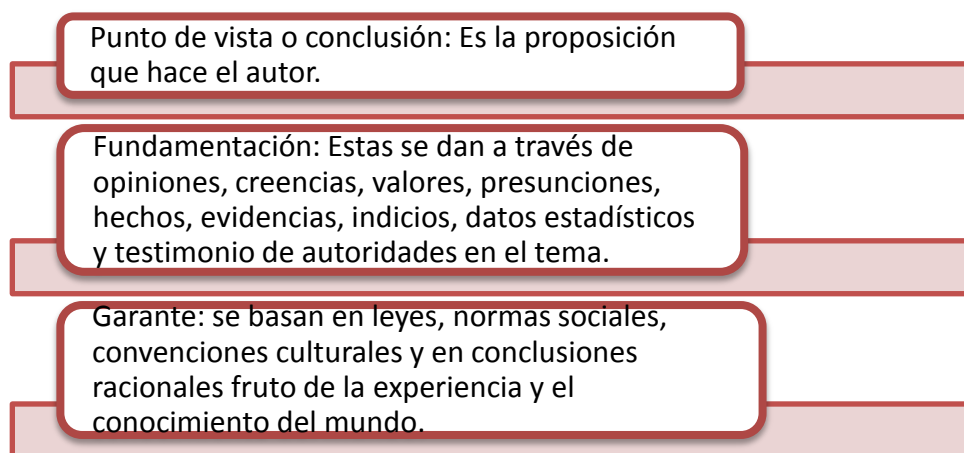 Punto de vista o conclusión: Es la proposición
que hace el autor.
Fundamentación: Estas se dan a través de
opiniones, creencias, valores, presunciones,
hechos, evidencias, indicios, datos estadísticos
y testimonio de autoridades en el tema.
Garante: se basan en leyes, normas sociales,
convenciones culturales y en conclusiones
racionales fruto de la experiencia y el
conocimiento del mundo.